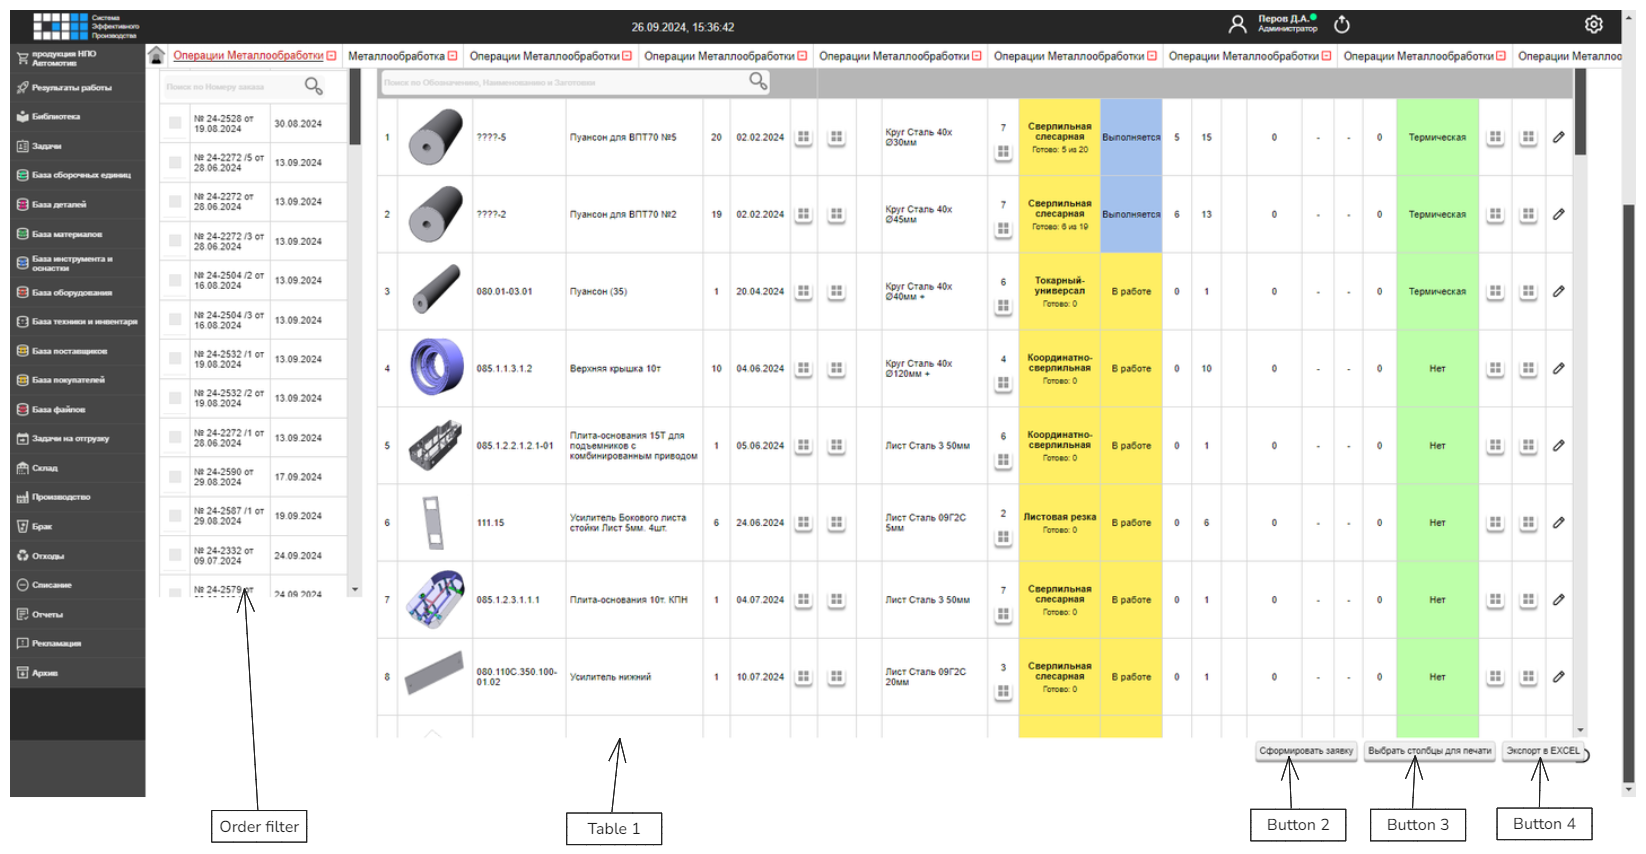 Система
Эффективного
Производства
26.09.2024, 15:36:42
Перов Д.А.
Администратор
продукция НПО
Автомотив
Результаты работы
Библиотека
Задачи
База сборочных единиц
База деталей
База материалов
База инструмента и
оснастки
База оборудования
База техники и инвентаря
База поставщиков
База покупателей
База файлов
Задачи на отгрузку
Склад
Производство
Брак
Отходы
Списание
Отчеты
Рекламация
Архив
Операции Металлообработки
Металлообработка
Операции Металлообработки
Операции Металлообработки
Операции Металлообработки
Операции Металлообработки
Операции Металлообработки
Операции Металлообработки
Операции Металлоо
Поиск по Номеру заказа
№ 24-2528 от
19.08.2024
30.08.2024
№ 24-2272 /5 от
28.06.2024
13.09.2024
№ 24-2272 от
28.06.2024
13.09.2024
№ 24-2272 /3 от
28.06.2024
13.09.2024
№ 24-2504 /2 от
16.08.2024
13.09.2024
№ 24-2504 /3 от
16.08.2024
13.09.2024
№ 24-2532 /1 от
19.08.2024
13.09.2024
№ 24-2532 /2 от
19.08.2024
13.09.2024
№ 24-2272 /1 от
28.06.2024
13.09.2024
№ 24-2590 от
29.08.2024
17.09.2024
№ 24-2587 /1 от
29.08.2024
19.09.2024
№ 24-2332 от
09.07.2024
24.09.2024
№ 24-2579 от
24.09.2024
Поиск по Обозначению, Наименованию и Заготовки
1 ????-5 Пуансон для ВПТ70 №5 20 02.02.2024
Круг Сталь 40х
Ø30мм
7
Сверлильная
слесарная
Готово: 5 из 20
Выполняется 5 15 0 - - 0 Термическая
2 ????-2 Пуансон для ВПТ70 №2 19 02.02.2024
Круг Сталь 40х
Ø45мм
7
Сверлильная
слесарная
Готово: 6 из 19
Выполняется 6 13 0 - - 0 Термическая
3 080.01-03.01 Пуансон (35) 1 20.04.2024
Круг Сталь 40х
Ø40мм +
6
Токарный-
универсал
Готово: 0
В работе 0 1 0 - - 0 Термическая
4 085.1.1.3.1.2 Верхняя крышка 10т 10 04.06.2024
Круг Сталь 40х
Ø120мм +
4
Координатно-
сверлильная
Готово: 0
В работе 0 10 0 - - 0 Нет
5 085.1.2.2.1.2.1-01
Плита-основания 15Т для
подъемников с
комбинированным приводом
1 05.06.2024 Лист Сталь 3 50мм
6
Координатно-
сверлильная
Готово: 0
В работе 0 1 0 - - 0 Нет
6 111.15
Усилитель Бокового листа
стойки Лист 5мм. 4шт.
6 24.06.2024
Лист Сталь 09Г2С
5мм
2
Листовая резка
Готово: 0
В работе 0 6 0 - - 0 Нет
7 085.1.2.3.1.1.1 Плита-основания 10т. КПН 1 04.07.2024 Лист Сталь 3 50мм
7
Сверлильная
слесарная
Готово: 0
В работе 0 1 0 - - 0 Нет
8
080.110С.350.100-
01.02
Усилитель нижний 1 10.07.2024
Лист Сталь 09Г2С
20мм
3
Сверлильная
слесарная
Готово: 0
В работе 0 1 0 - - 0 Нет
Сформировать заявку
Выбрать столбцы для печати
Экспорт в EXCEL
Order filter
Table 1
Button 2
Button 3
Button 4